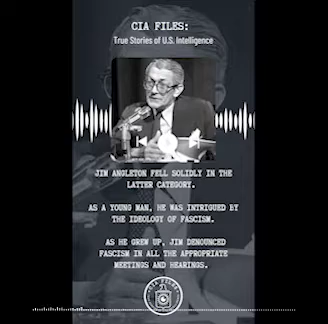 CIA FILES:
True Stories of U.S. Intelligence
JIM ANGLETON FELL SOLIDLY IN THE
LATTER CATEGORY.
AS A YOUNG MAN, HE WAS INTRIGUED BY
THE IDEOLOGY OF FASCISM.
AS HE GREW UP, JIM DENOUNCED
FASCISM IN ALL THE APPROPRIATE
MEETINGS AND HEARINGS.